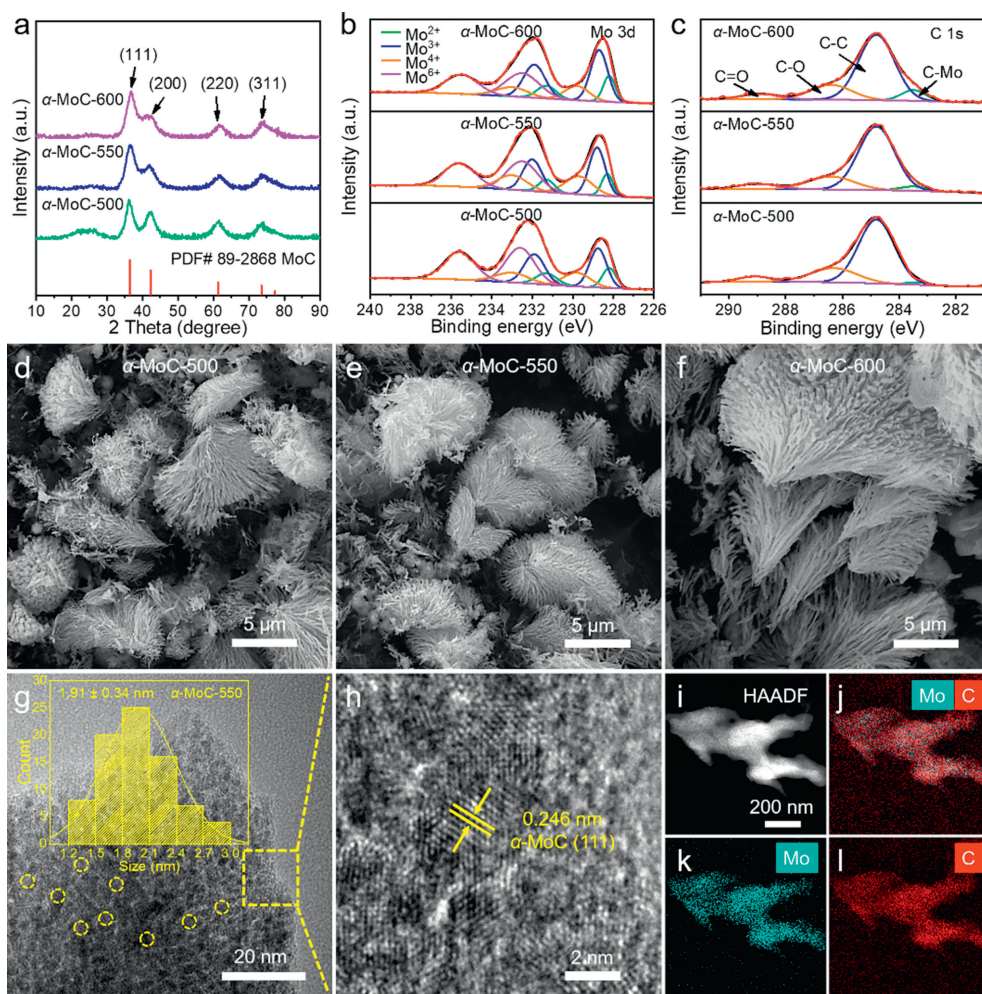 a
(111)
(200)
(220)
(311)
α-MoC-600
α-MoC-550
α-MoC-500
PDF# 89-2868 MoC
Intensity (a.u.)
10 20 30 40 50 60 70 80 90
2 Theta (degree)
b
α-MoC-600
Mo 3d
Mo2+
Mo3+
Mo4+
Mo6+
α-MoC-550
α-MoC-500
Intensity (a.u.)
240 238 236 234 232 230 228 226
Binding energy (eV)
c
α-MoC-600
C 1s
C-C
C-O
C=O
C-Mo
α-MoC-550
α-MoC-500
Intensity (a.u.)
290 288 286 284 282
Binding energy (eV)
d
α-MoC-500
5 μm
e
α-MoC-550
5 μm
f
α-MoC-600
5 μm
g
1.91 ± 0.34 nm
α-MoC-550
30
25
20
15
10
5
0
Count
1.2 1.5 1.8 2.1 2.4 2.7 3.0
Size (nm)
20 nm
h
0.246 nm
α-MoC (111)
2 nm
i
HAADF
200 nm
j
Mo C
k
Mo
l
C